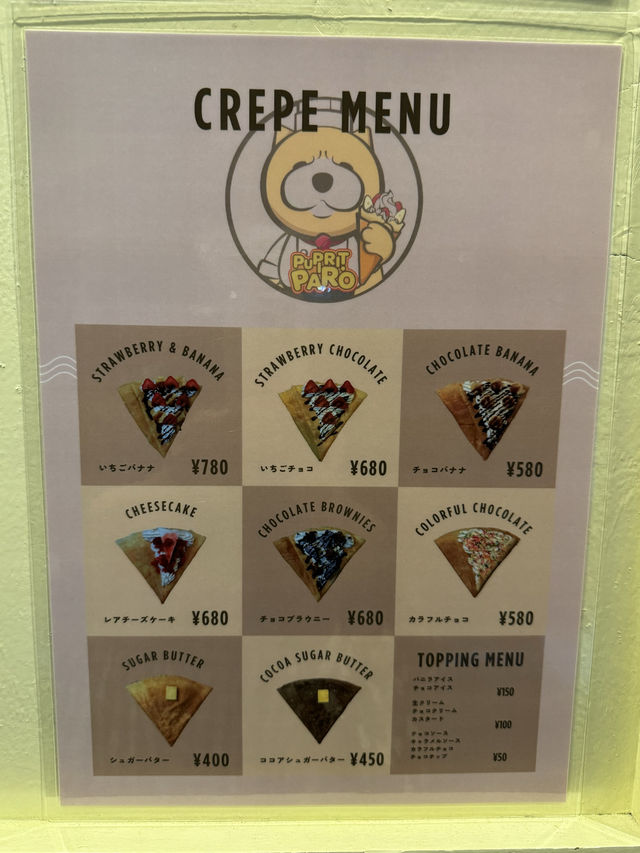 CREPE MENU
PUPRIT
PARO
STRAWBERRY & BANANA
いちごバナナ ¥780
STRAWBERRY CHOCOLATE
いちごチョコ ¥680
CHOCOLATE BANANA
チョコバナナ ¥580
CHEESECAKE
レアチーズケーキ ¥680
CHOCOLATE BROWNIES
チョコブラウニー ¥680
COLORFUL CHOCOLATE
カラフルチョコ ¥580
SUGAR BUTTER
シュガーバター ¥400
COCOA SUGAR BUTTER
ココアシュガーバター ¥450
TOPPING MENU
バニラアイス
チョコアイス
¥150
生クリーム
チョコクリーム
カスタード
¥100
チョコソース
キャラメルソース
カラフルチョコ
チョコチップ
¥50